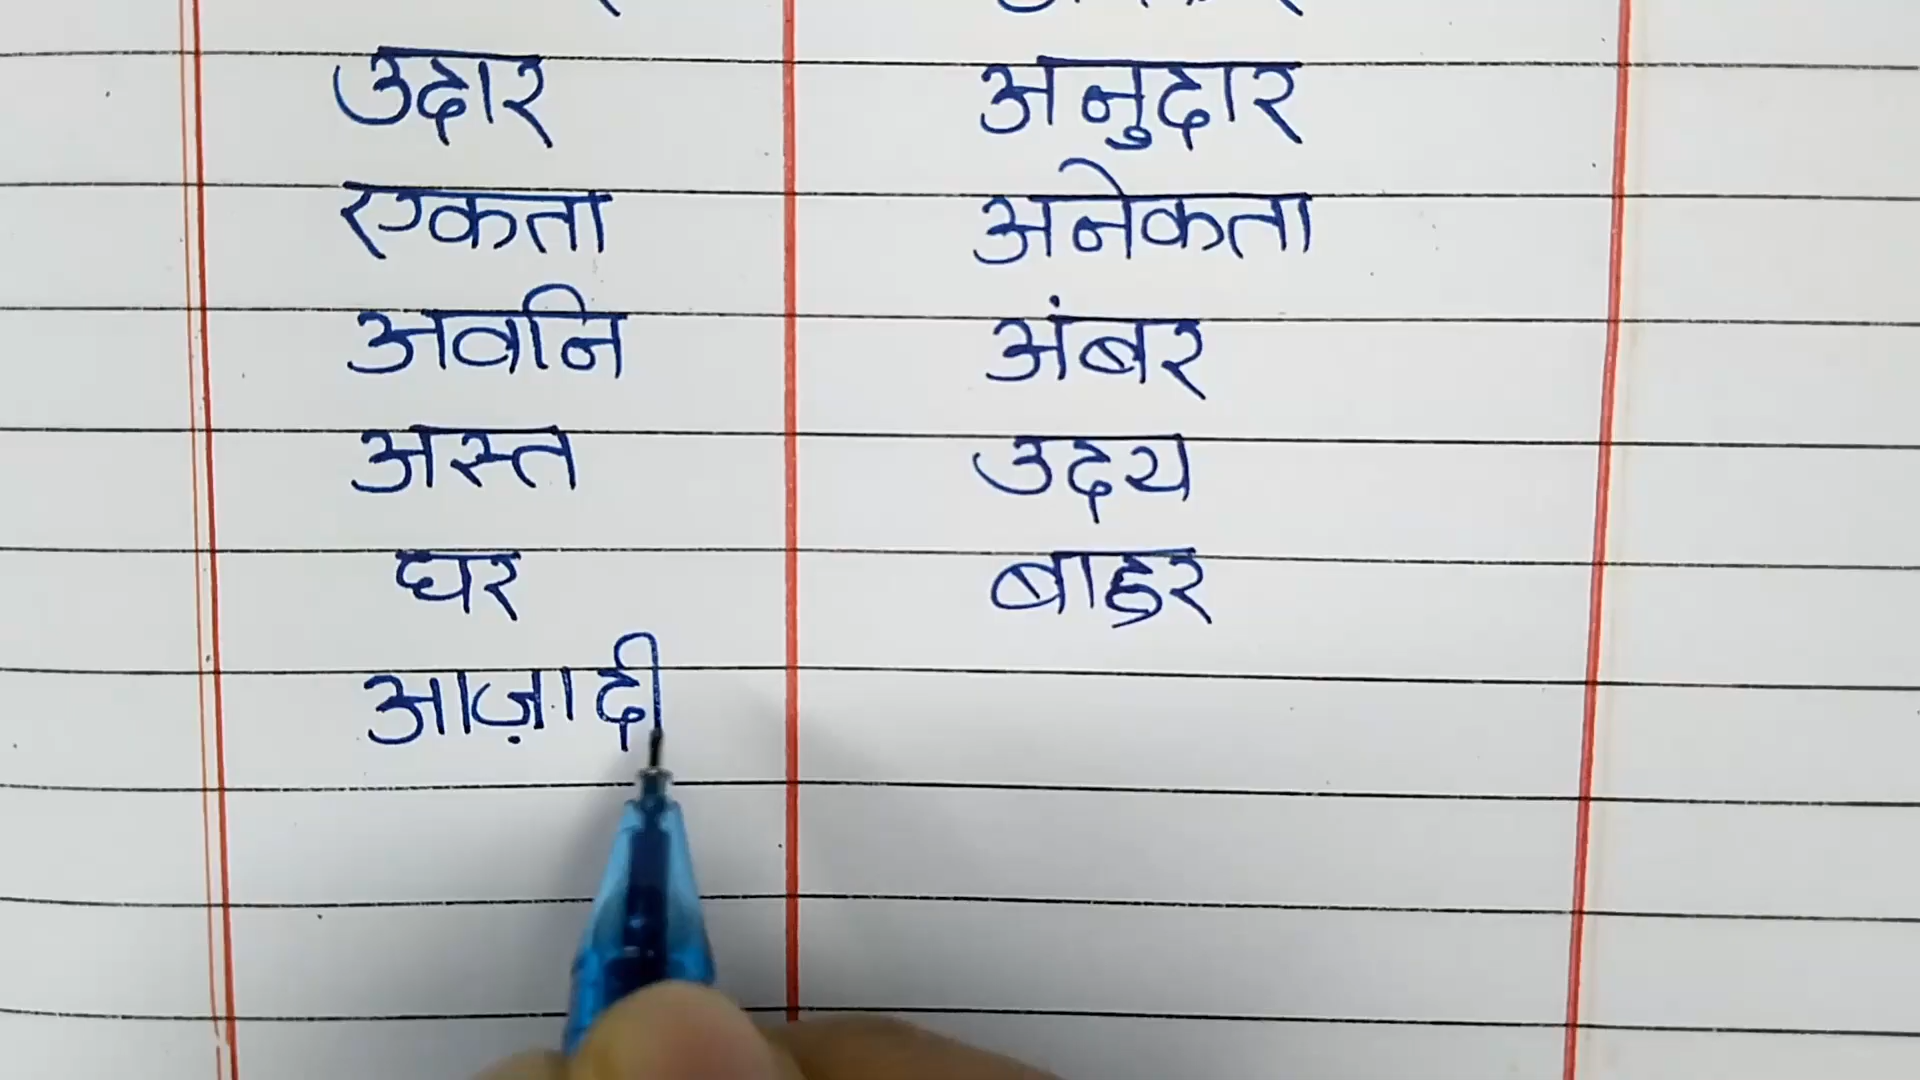 उदार अनुदार
एकता अनेकता
अवनि अंबर
अस्त उदय
घर बाहर
आज़ादी